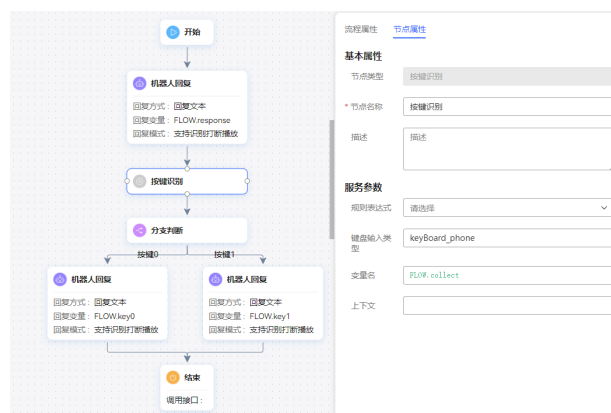 开始
机器人回复
回复方式： 回复文本
回复变量： FLOW.response
回复模式： 支持识别打断播放
按键识别
分支判断
按键0
按键1
机器人回复
回复方式： 回复文本
回复变量： FLOW.key0
回复模式： 支持识别打断播放
机器人回复
回复方式： 回复文本
回复变量： FLOW.key1
回复模式： 支持识别打断播放
结束
调用接口：
流程属性 节点属性
基本属性
节点类型 按键识别
* 节点名称 按键识别
描述 描述
服务参数
规则表达式 请选择
键盘输入类型 keyBoard_phone
变量名 FLOW.collect
上下文